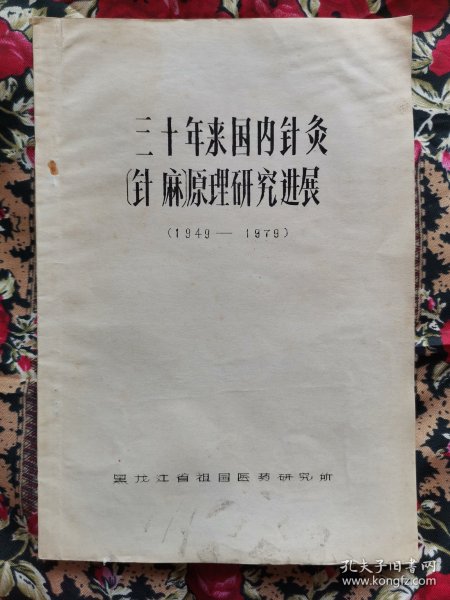 三十年来国内针灸
〔针麻〕原理研究进展
(1949—1979)
黑龙江省祖国医药研究所
孔夫子旧书网
www.kongfz.com